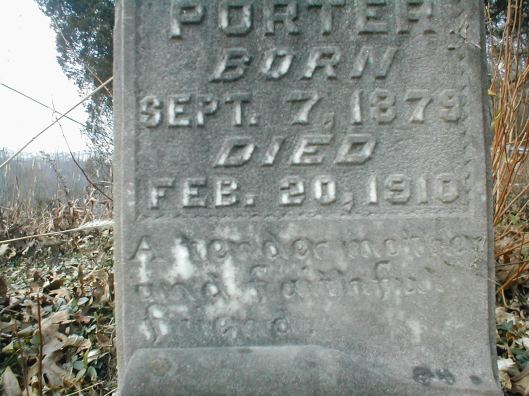 PORTER
BORN
SEPT. 7, 1879
DIED
FEB. 20, 1910
A tender mother
and a faithful
friend.